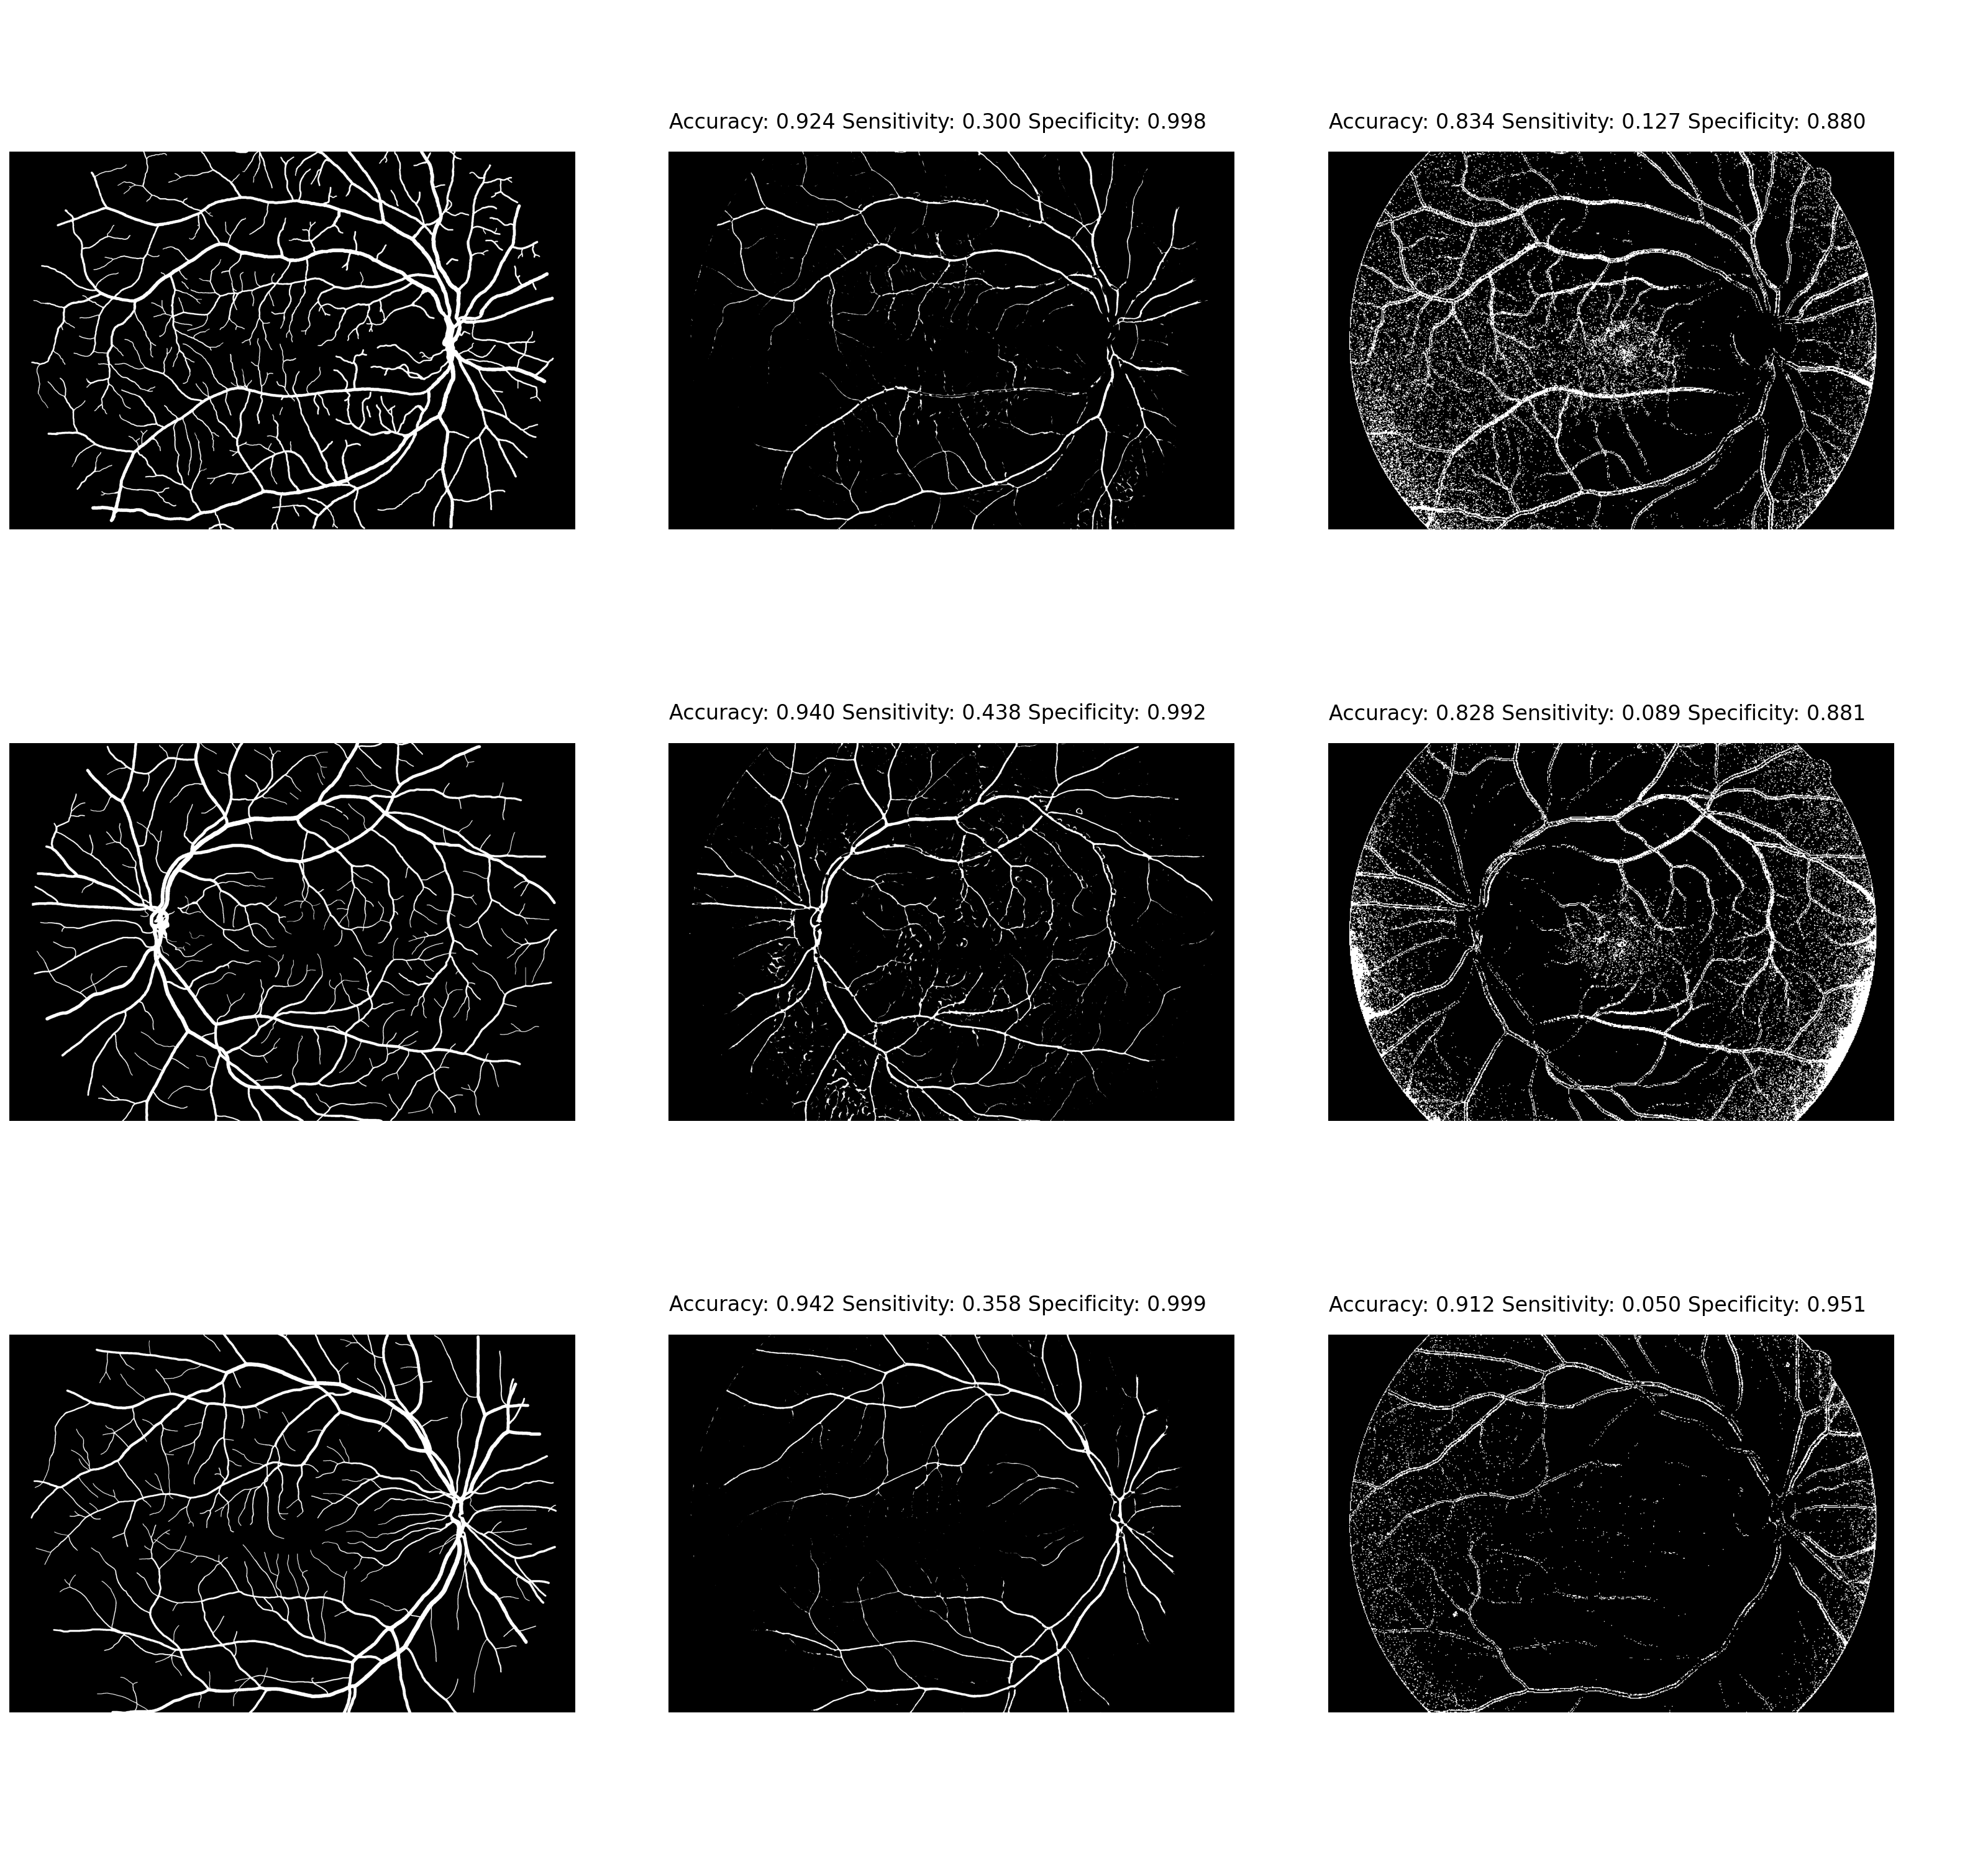 Accuracy: 0.924 Sensitivity: 0.300 Specificity: 0.998
Accuracy: 0.834 Sensitivity: 0.127 Specificity: 0.880
Accuracy: 0.940 Sensitivity: 0.438 Specificity: 0.992
Accuracy: 0.828 Sensitivity: 0.089 Specificity: 0.881
Accuracy: 0.942 Sensitivity: 0.358 Specificity: 0.999
Accuracy: 0.912 Sensitivity: 0.050 Specificity: 0.951